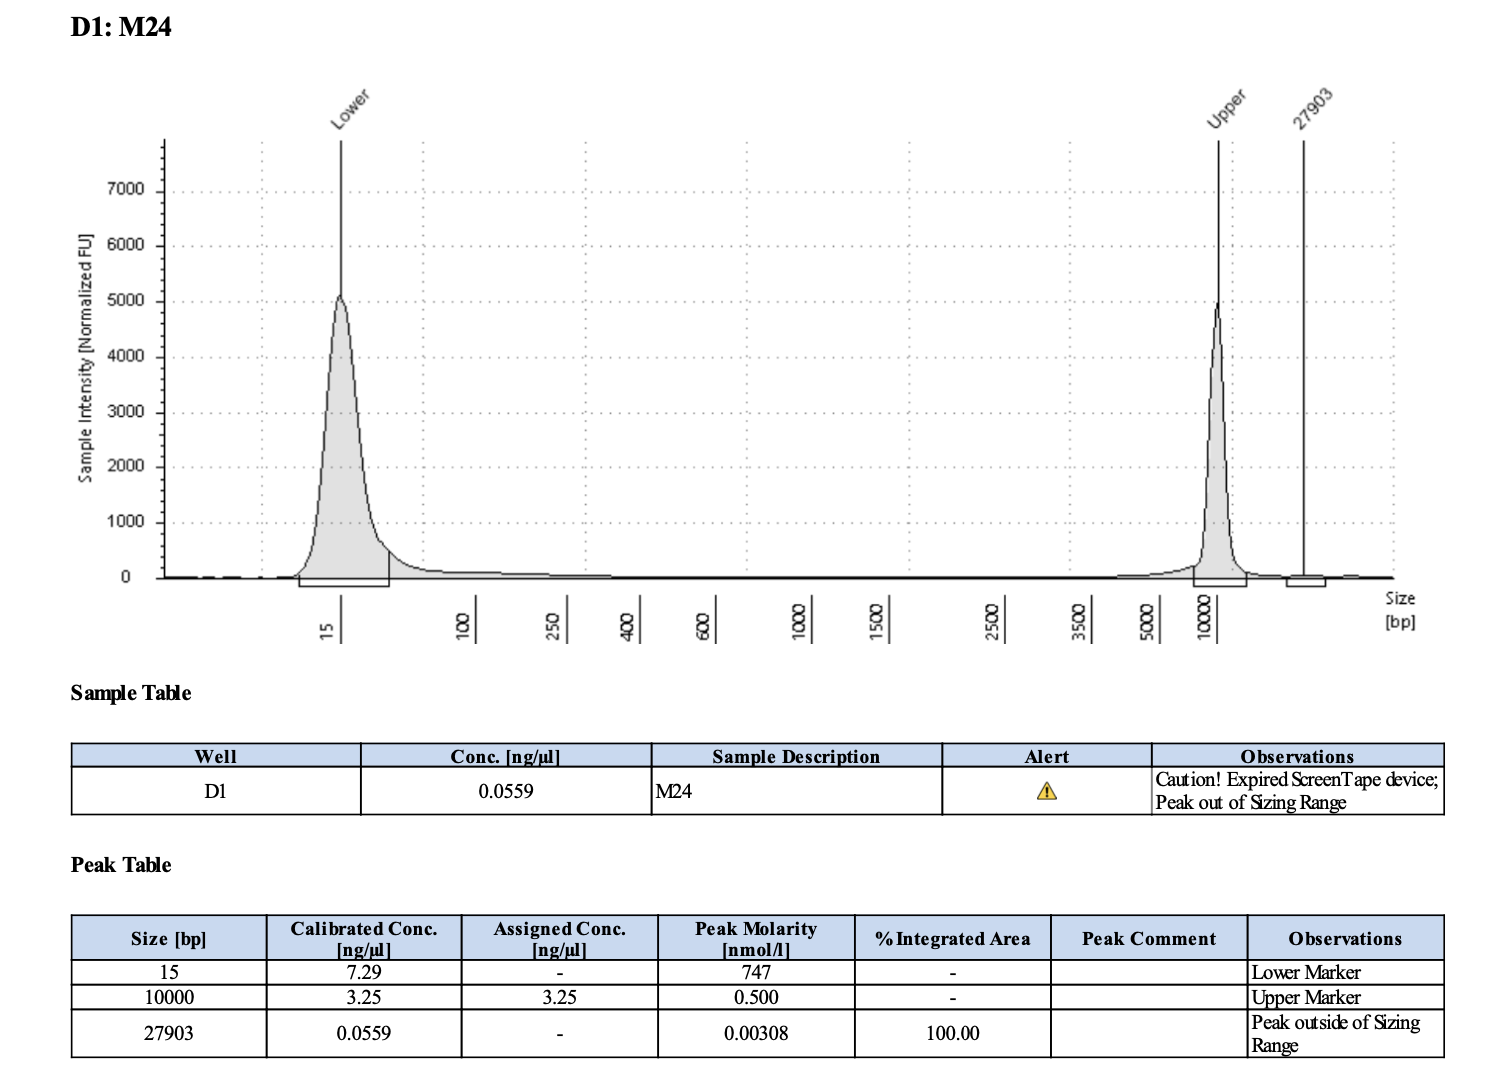 D1: M24
Lower
Upper
27903
Sample Intensity [Normalized FU]
7000
6000
5000
4000
3000
2000
1000
0
15
100
250
400
600
1000
1500
2500
3500
5000
10000
Size
[bp]
Sample Table
Well Conc. [ng/µl] Sample Description Alert Observations
D1 0.0559 M24 Caution! Expired ScreenTape device;
Peak out of Sizing Range
Peak Table
Size [bp] Calibrated Conc. [ng/µl] Assigned Conc. [ng/µl] Peak Molarity [nmol/l] % Integrated Area Peak Comment Observations
15 7.29 - 747 - Lower Marker
10000 3.25 3.25 0.500 - Upper Marker
27903 0.0559 - 0.00308 100.00 Peak outside of Sizing
Range